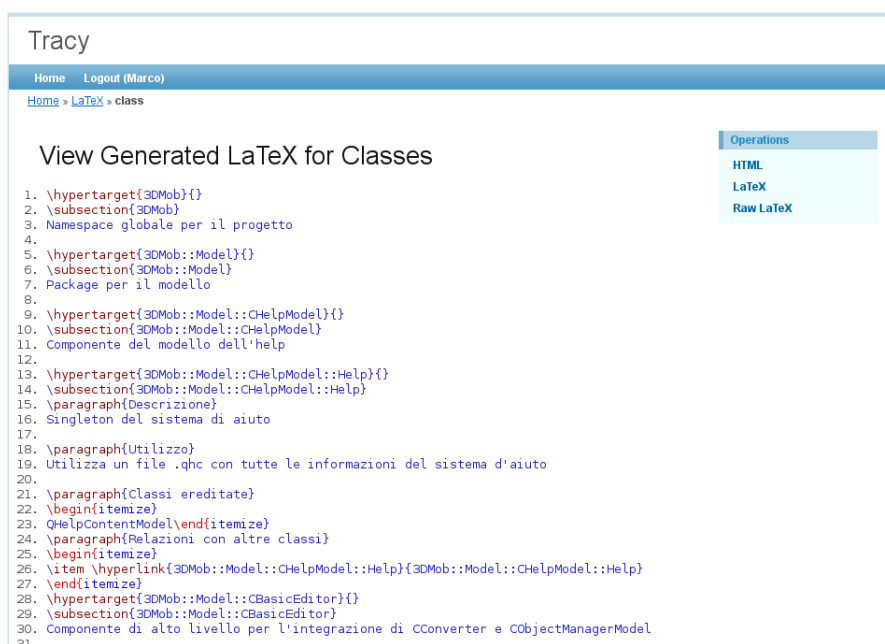 Tracy
Home Logout (Marco)
Home » LaTeX » class
View Generated LaTeX for Classes
Operations
HTML
LaTeX
Raw LaTeX
1. \hypertarget{3DMob}{}
2. \subsection{3DMob}
3. Namespace globale per il progetto
4.
5. \hypertarget{3DMob::Model}{}
6. \subsection{3DMob::Model}
7. Package per il modello
8.
9. \hypertarget{3DMob::Model::CHelpModel}{}
10. \subsection{3DMob::Model::CHelpModel}
11. Componente del modello dell'help
12.
13. \hypertarget{3DMob::Model::CHelpModel::Help}{}
14. \subsection{3DMob::Model::CHelpModel::Help}
15. \paragraph{Descrizione}
16. Singleton del sistema di aiuto
17.
18. \paragraph{Utilizzo}
19. Utilizza un file .qhc con tutte le informazioni del sistema d'aiuto
20.
21. \paragraph{Classi ereditate}
22. \begin{itemize}
23. QHelpContentModel\end{itemize}
24. \paragraph{Relazioni con altre classi}
25. \begin{itemize}
26. \item \hyperlink{3DMob::Model::CHelpModel::Help}{3DMob::Model::CHelpModel::Help}
27. \end{itemize}
28. \hypertarget{3DMob::Model::CBasicEditor}{}
29. \subsection{3DMob::Model::CBasicEditor}
30. Componente di alto livello per l'integrazione di CConverter e CObjectManagerModel
31.